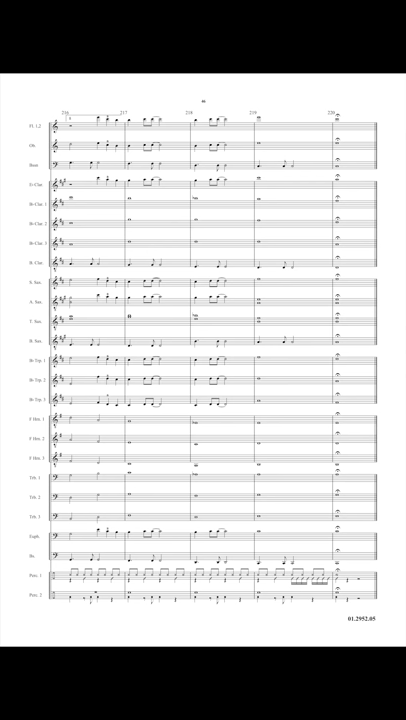 216 217 218 219 220
Fl. 1,2
Ob.
Bssn
E♭ Clar.
B♭ Clar. 1
B♭ Clar. 2
B♭ Clar. 3
B. Clar.
S. Sax.
A. Sax.
T. Sax.
B. Sax.
B♭ Trp. 1
B♭ Trp. 2
B♭ Trp. 3
F Hrn. 1
F Hrn. 2
F Hrn. 3
Trb. 1
Trb. 2
Trb. 3
Euph.
Bs.
Perc. 1
Perc. 2
01.2952.05